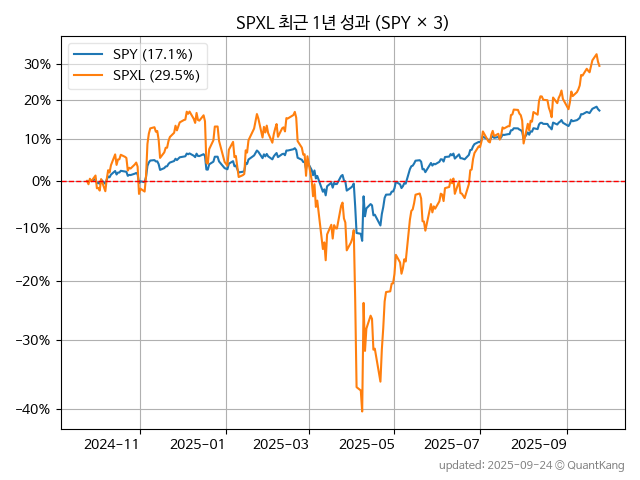 SPXL 최근 1년 성과 (SPY × 3)
SPY (17.1%)
SPXL (29.5%)
30%
20%
10%
0%
−10%
−20%
−30%
−40%
2024-11 2025-01 2025-03 2025-05 2025-07 2025-09
updated: 2025-09-24 © QuantKang